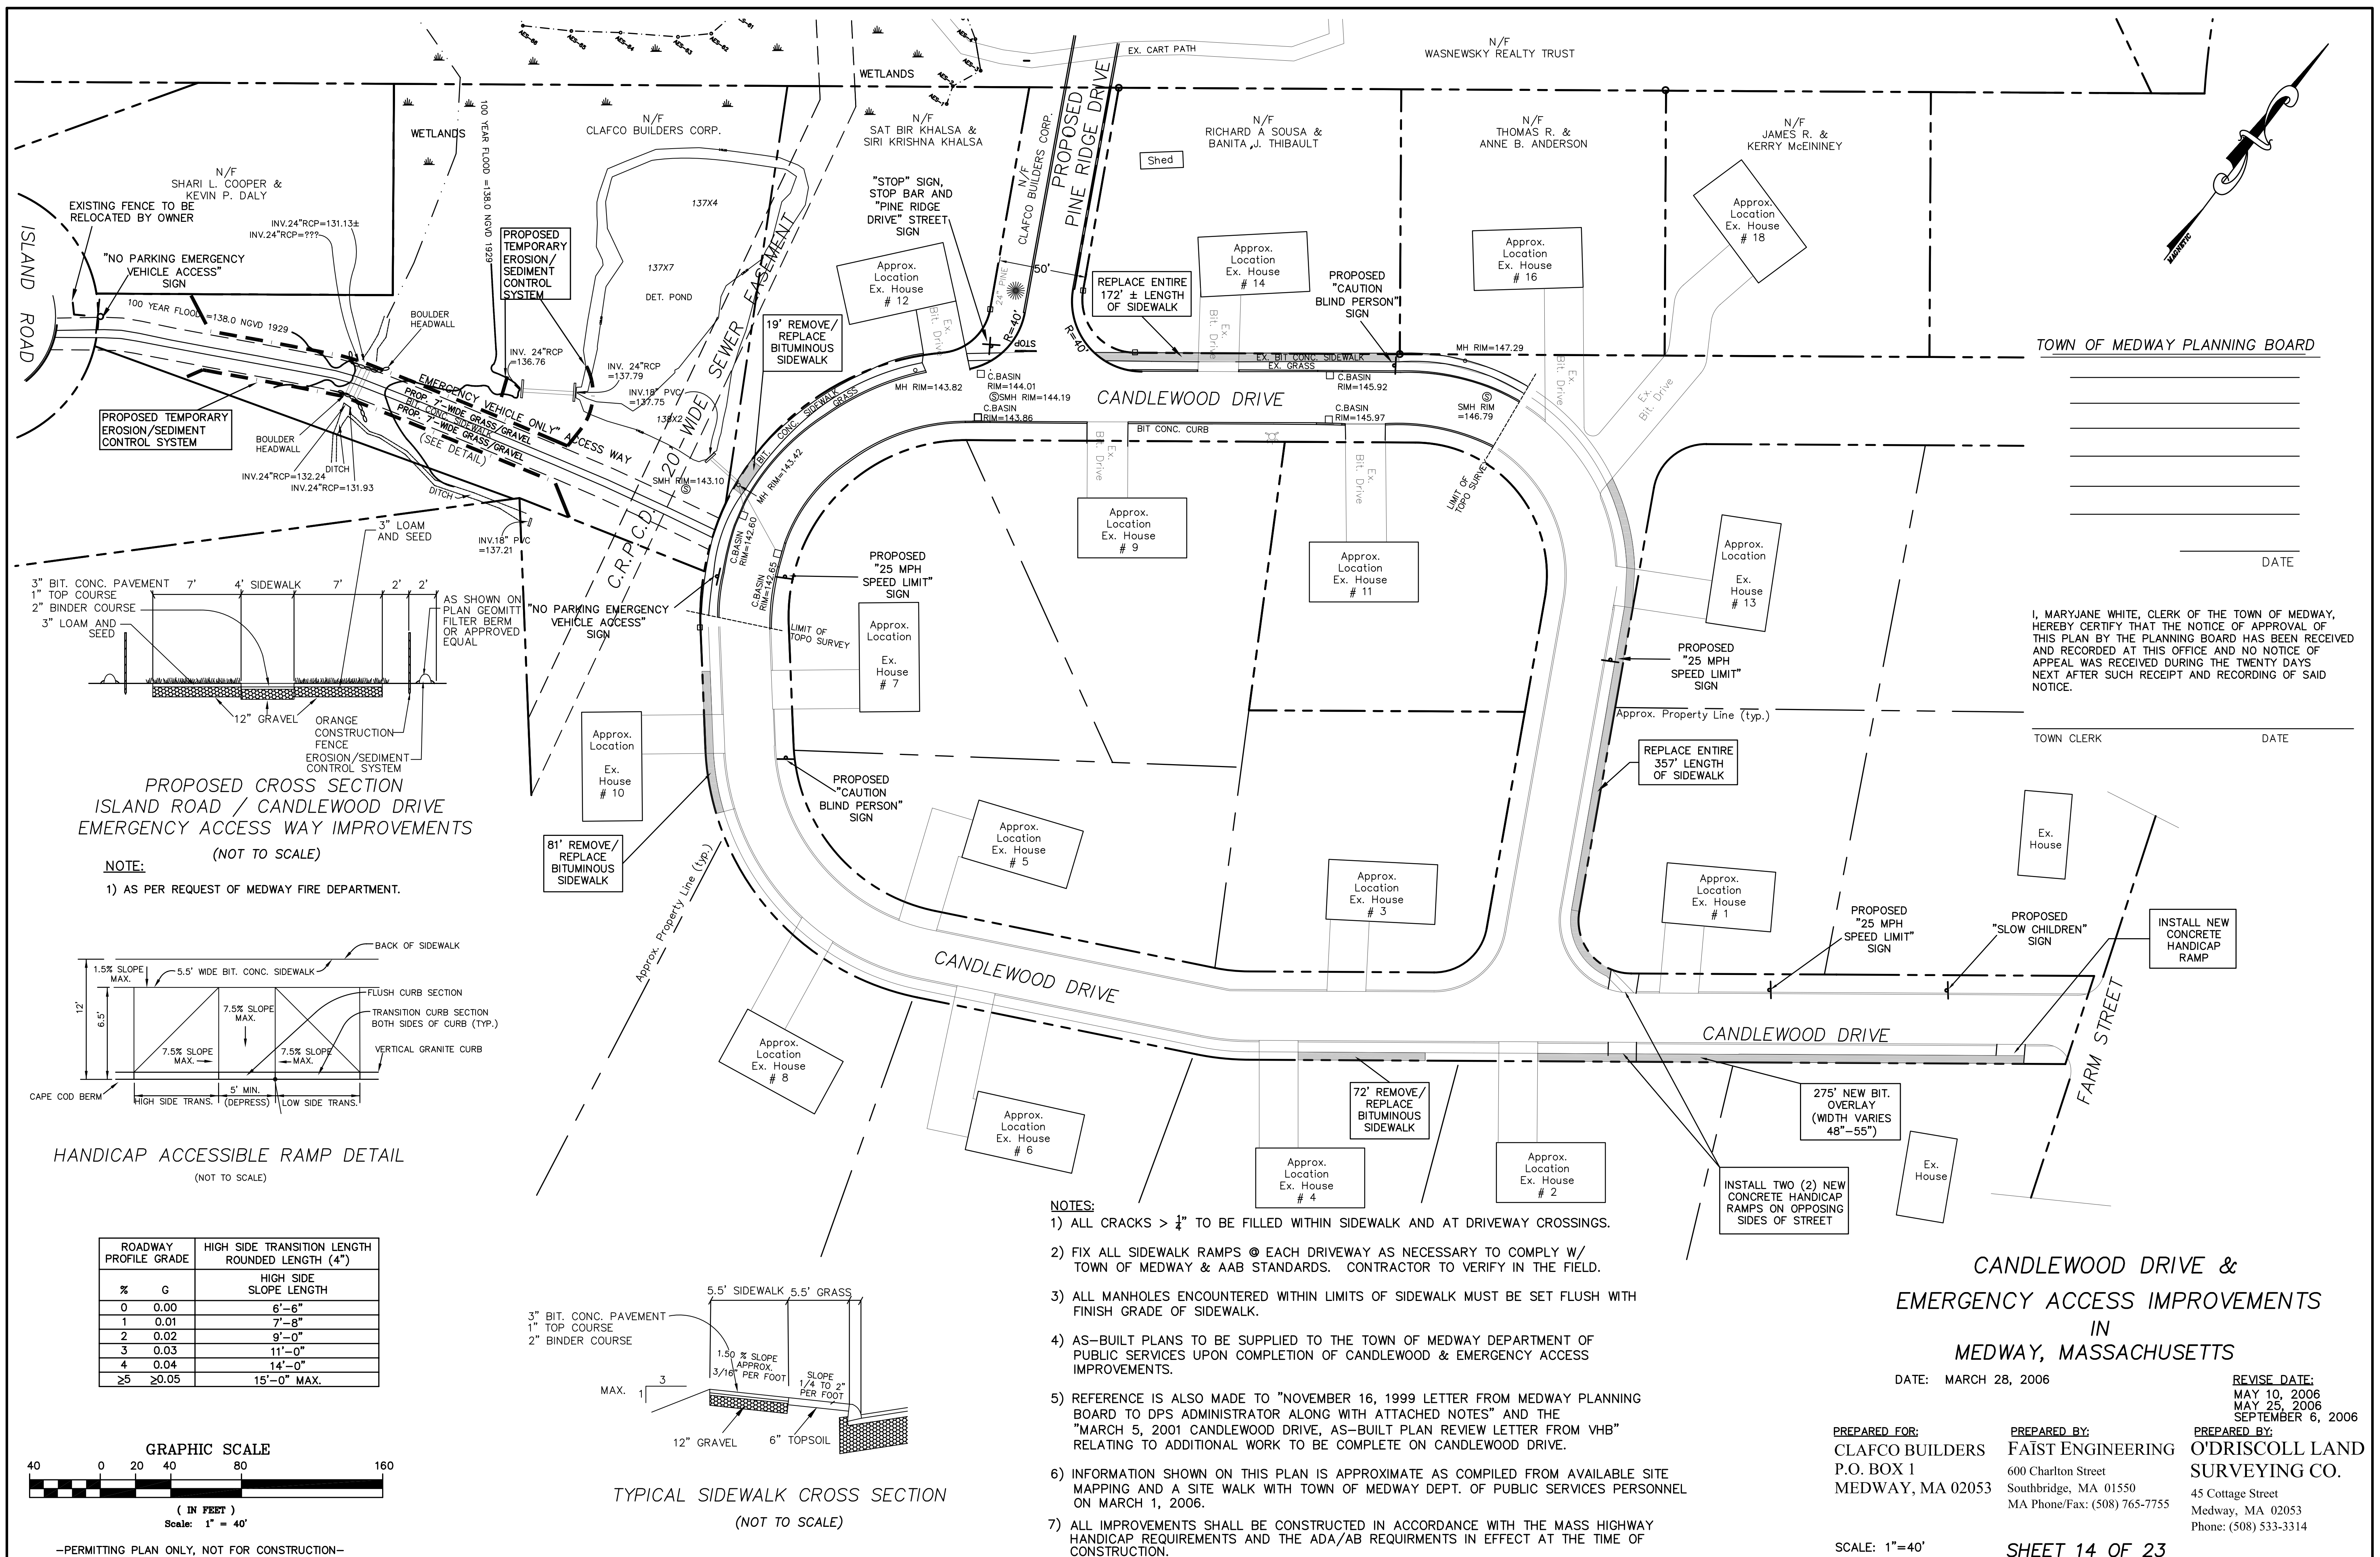 N/F
WASNEWSKY REALTY TRUST
EX. CART PATH
WETLANDS
WETLANDS
AES-06
AES-05
AES-04
AES-03
AES-02
PROPOSED
PINE RIDGE DRIVE
N/F
CLAFCO BUILDERS CORP.
N/F
CLAFCO BUILDERS CORP.
N/F
SAT BIR KHALSA &
SIRI KRISHNA KHALSA
N/F
RICHARD A SOUSA &
BANITA ,J. THIBAULT
N/F
THOMAS R. &
ANNE B. ANDERSON
N/F
JAMES R. &
KERRY McEININEY
N/F
SHARI L. COOPER &
KEVIN P. DALY
Shed
MAGNETIC
100 YEAR FLOOD =138.0 NGVD 1929
EXISTING FENCE TO BE
RELOCATED BY OWNER
INV.24"RCP=131.13±
INV.24"RCP=???
"NO PARKING EMERGENCY
VEHICLE ACCESS"
SIGN
ISLAND ROAD
100 YEAR FLOOD =138.0 NGVD 1929
BOULDER
HEADWALL
PROPOSED
TEMPORARY
EROSION/
SEDIMENT
CONTROL
SYSTEM
137X4
137X7
DET. POND
138X2
20' WIDE SEWER EASEMENT
C.R.P.C.D.
"STOP" SIGN,
STOP BAR AND
"PINE RIDGE
DRIVE" STREET
SIGN
24" PINE
50'
R=40'
R=40'
STOP
Approx.
Location
Ex. House
# 12
Ex.
Bit. Drive
Approx.
Location
Ex. House
# 14
Ex.
Bit. Drive
Approx.
Location
Ex. House
# 16
Ex.
Bit. Drive
Approx.
Location
Ex. House
# 18
Ex.
Bit. Drive
REPLACE ENTIRE
172' ± LENGTH
OF SIDEWALK
PROPOSED
"CAUTION
BLIND PERSON"
SIGN
19' REMOVE/
REPLACE
BITUMINOUS
SIDEWALK
INV. 24"RCP
=136.76
INV. 24"RCP
=137.79
INV.18" PVC
=137.75
PROPOSED TEMPORARY
EROSION/SEDIMENT
CONTROL SYSTEM
BOULDER
HEADWALL
DITCH
INV.24"RCP=132.24
INV.24"RCP=131.93
DITCH
INV.18" PVC
=137.21
EMERGENCY VEHICLE ONLY" ACCESS WAY
PROP. 7'-WIDE GRASS/GRAVEL
BIT. CONC. SIDEWALK
PROP. 7'-WIDE GRASS/GRAVEL
(SEE DETAIL)
SMH RIM=143.10
BIT. CONC. SIDEWALK
GRASS
MH RIM=143.42
MH RIM=143.82
C.BASIN
RIM=144.01
SMH RIM=144.19
C.BASIN
RIM=143.86
C.BASIN
RIM=142.60
C.BASIN
RIM=142.65
EX. BIT CONC. SIDEWALK
EX. GRASS
CANDLEWOOD DRIVE
C.BASIN
RIM=145.92
C.BASIN
RIM=145.97
MH RIM=147.29
SMH RIM
=146.79
BIT CONC. CURB
Ex.
Bit. Drive
Ex.
Bit. Drive
LIMIT OF
TOPO SURVEY
LIMIT OF
TOPO SURVEY
Approx.
Location
Ex. House
# 9
Approx.
Location
Ex. House
# 11
Approx.
Location
Ex.
House
# 13
Approx.
Location
Ex.
House
# 7
Approx.
Location
Ex.
House
# 10
PROPOSED
"25 MPH
SPEED LIMIT"
SIGN
"NO PARKING EMERGENCY
VEHICLE ACCESS"
SIGN
PROPOSED
"25 MPH
SPEED LIMIT"
SIGN
Approx. Property Line (typ.)
REPLACE ENTIRE
357' LENGTH
OF SIDEWALK
PROPOSED
"CAUTION
BLIND PERSON"
SIGN
81' REMOVE/
REPLACE
BITUMINOUS
SIDEWALK
Approx. Property Line (typ.)
Approx.
Location
Ex. House
# 5
Approx.
Location
Ex. House
# 3
Approx.
Location
Ex. House
# 1
Ex.
House
PROPOSED
"25 MPH
SPEED LIMIT"
SIGN
PROPOSED
"SLOW CHILDREN"
SIGN
INSTALL NEW
CONCRETE
HANDICAP
RAMP
CANDLEWOOD DRIVE
CANDLEWOOD DRIVE
FARM STREET
Approx.
Location
Ex. House
# 8
Approx.
Location
Ex. House
# 6
Approx.
Location
Ex. House
# 4
Approx.
Location
Ex. House
# 2
Ex.
House
72' REMOVE/
REPLACE
BITUMINOUS
SIDEWALK
275' NEW BIT.
OVERLAY
(WIDTH VARIES
48"-55")
INSTALL TWO (2) NEW
CONCRETE HANDICAP
RAMPS ON OPPOSING
SIDES OF STREET
TOWN OF MEDWAY PLANNING BOARD
DATE
I, MARYJANE WHITE, CLERK OF THE TOWN OF MEDWAY,
HEREBY CERTIFY THAT THE NOTICE OF APPROVAL OF
THIS PLAN BY THE PLANNING BOARD HAS BEEN RECEIVED
AND RECORDED AT THIS OFFICE AND NO NOTICE OF
APPEAL WAS RECEIVED DURING THE TWENTY DAYS
NEXT AFTER SUCH RECEIPT AND RECORDING OF SAID
NOTICE.
TOWN CLERK DATE
3" BIT. CONC. PAVEMENT
1" TOP COURSE
2" BINDER COURSE
3" LOAM AND
SEED
7' 4' SIDEWALK 7' 2' 2'
3" LOAM
AND SEED
AS SHOWN ON
PLAN GEOMITT
FILTER BERM
OR APPROVED
EQUAL
12" GRAVEL
ORANGE
CONSTRUCTION
FENCE
EROSION/SEDIMENT
CONTROL SYSTEM
PROPOSED CROSS SECTION
ISLAND ROAD / CANDLEWOOD DRIVE
EMERGENCY ACCESS WAY IMPROVEMENTS
(NOT TO SCALE)
NOTE:
1) AS PER REQUEST OF MEDWAY FIRE DEPARTMENT.
BACK OF SIDEWALK
1.5% SLOPE
MAX.
5.5' WIDE BIT. CONC. SIDEWALK
12'
6.5'
FLUSH CURB SECTION
7.5% SLOPE
MAX.
TRANSITION CURB SECTION
BOTH SIDES OF CURB (TYP.)
7.5% SLOPE
MAX.
7.5% SLOPE
MAX.
VERTICAL GRANITE CURB
CAPE COD BERM
HIGH SIDE TRANS.
5' MIN.
(DEPRESS)
LOW SIDE TRANS.
HANDICAP ACCESSIBLE RAMP DETAIL
(NOT TO SCALE)
ROADWAY
PROFILE GRADE
HIGH SIDE TRANSITION LENGTH
ROUNDED LENGTH (4")
% G
HIGH SIDE
SLOPE LENGTH
0 0.00 6'-6"
1 0.01 7'-8"
2 0.02 9'-0"
3 0.03 11'-0"
4 0.04 14'-0"
≥5 ≥0.05 15'-0" MAX.
GRAPHIC SCALE
40 0 20 40 80 160
( IN FEET )
Scale: 1" = 40'
-PERMITTING PLAN ONLY, NOT FOR CONSTRUCTION-
5.5' SIDEWALK 5.5' GRASS
3" BIT. CONC. PAVEMENT
1" TOP COURSE
2" BINDER COURSE
1.50 % SLOPE
APPROX.
3/16" PER FOOT
SLOPE
1/4 TO 2"
PER FOOT
MAX. 1 3
12" GRAVEL
6" TOPSOIL
TYPICAL SIDEWALK CROSS SECTION
(NOT TO SCALE)
NOTES:
1) ALL CRACKS > 1/4" TO BE FILLED WITHIN SIDEWALK AND AT DRIVEWAY CROSSINGS.
2) FIX ALL SIDEWALK RAMPS @ EACH DRIVEWAY AS NECESSARY TO COMPLY W/
TOWN OF MEDWAY & AAB STANDARDS. CONTRACTOR TO VERIFY IN THE FIELD.
3) ALL MANHOLES ENCOUNTERED WITHIN LIMITS OF SIDEWALK MUST BE SET FLUSH WITH
FINISH GRADE OF SIDEWALK.
4) AS-BUILT PLANS TO BE SUPPLIED TO THE TOWN OF MEDWAY DEPARTMENT OF
PUBLIC SERVICES UPON COMPLETION OF CANDLEWOOD & EMERGENCY ACCESS
IMPROVEMENTS.
5) REFERENCE IS ALSO MADE TO "NOVEMBER 16, 1999 LETTER FROM MEDWAY PLANNING
BOARD TO DPS ADMINISTRATOR ALONG WITH ATTACHED NOTES" AND THE
"MARCH 5, 2001 CANDLEWOOD DRIVE, AS-BUILT PLAN REVIEW LETTER FROM VHB"
RELATING TO ADDITIONAL WORK TO BE COMPLETE ON CANDLEWOOD DRIVE.
6) INFORMATION SHOWN ON THIS PLAN IS APPROXIMATE AS COMPILED FROM AVAILABLE SITE
MAPPING AND A SITE WALK WITH TOWN OF MEDWAY DEPT. OF PUBLIC SERVICES PERSONNEL
ON MARCH 1, 2006.
7) ALL IMPROVEMENTS SHALL BE CONSTRUCTED IN ACCORDANCE WITH THE MASS HIGHWAY
HANDICAP REQUIREMENTS AND THE ADA/AB REQUIRMENTS IN EFFECT AT THE TIME OF
CONSTRUCTION.
CANDLEWOOD DRIVE &
EMERGENCY ACCESS IMPROVEMENTS
IN
MEDWAY, MASSACHUSETTS
DATE: MARCH 28, 2006
REVISE DATE:
MAY 10, 2006
MAY 25, 2006
SEPTEMBER 6, 2006
PREPARED FOR:
CLAFCO BUILDERS
P.O. BOX 1
MEDWAY, MA 02053
PREPARED BY:
FAIST ENGINEERING
600 Charlton Street
Southbridge, MA 01550
MA Phone/Fax: (508) 765-7755
PREPARED BY:
O'DRISCOLL LAND
SURVEYING CO.
45 Cottage Street
Medway, MA 02053
Phone: (508) 533-3314
SCALE: 1"=40'
SHEET 14 OF 23